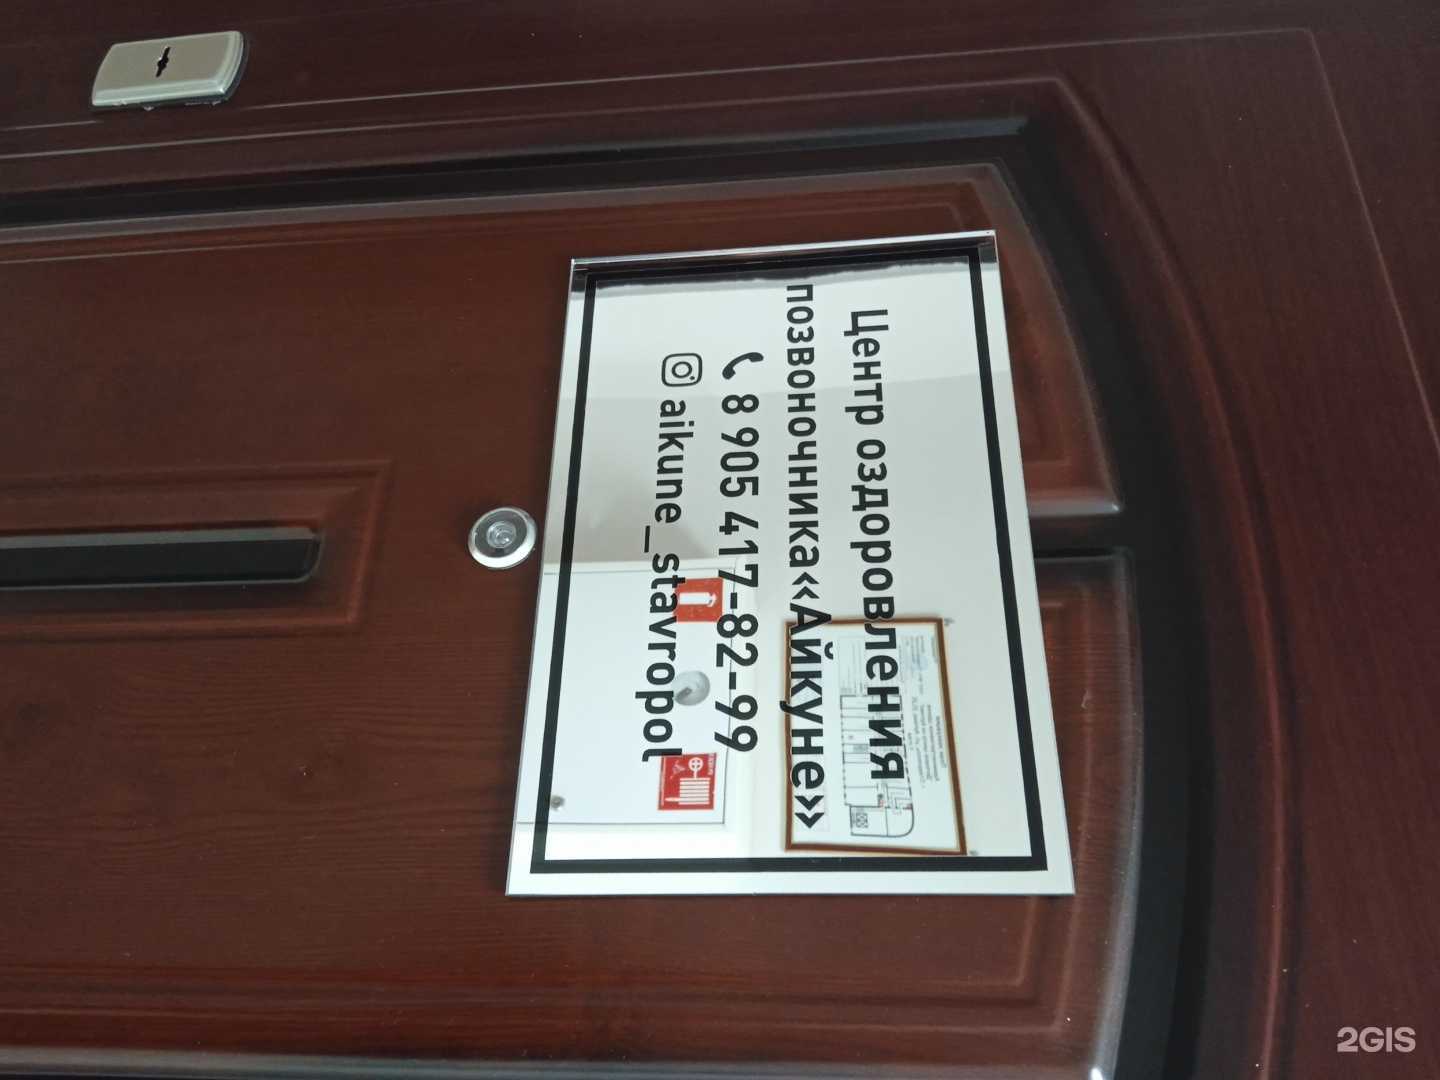 Центр оздоровления
позвоночника«Айкуне»
8 905 417-82-99
aikune_stavropol
2GIS